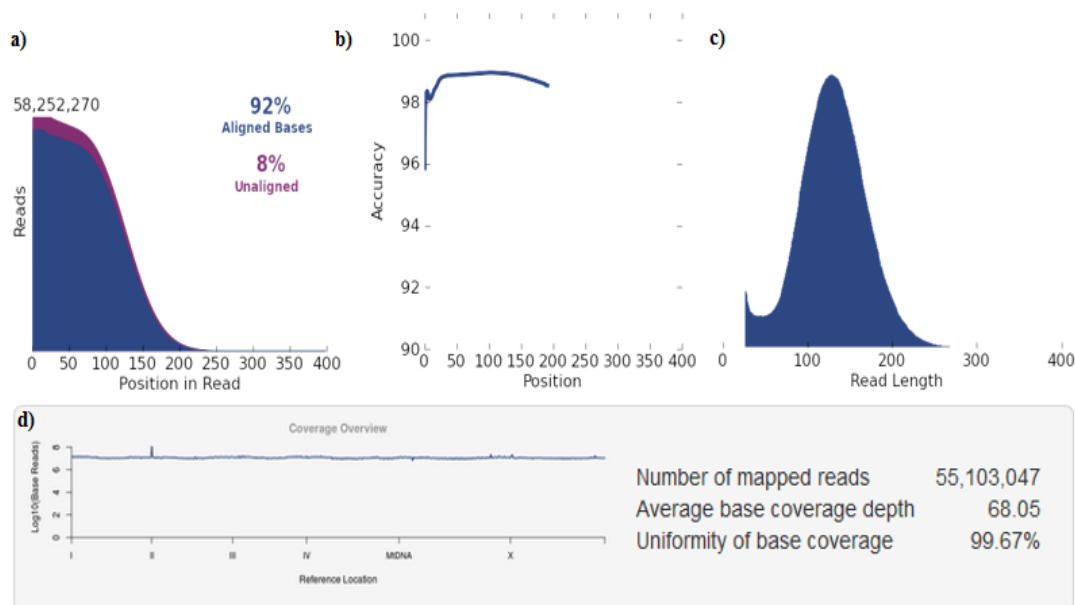 a)
58,252,270
92%
Aligned Bases
8%
Unaligned
Reads
0 50 100 150 200 250 300 350 400
Position in Read
b)
100
98
96
94
92
90
Accuracy
0 50 100 150 200 250 300 350 400
Position
c)
0 100 200 300 400
Read Length
d)
Coverage Overview
Log10(Base Reads)
8
6
4
2
0
I II III IV MtDNA X
Reference Location
Number of mapped reads 55,103,047
Average base coverage depth 68.05
Uniformity of base coverage 99.67%